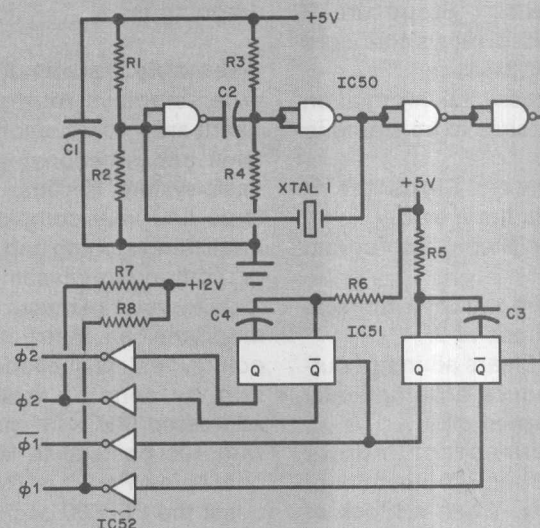 +5V
R1
R3
IC50
C2
C1
R2
R4
XTAL 1
+5V
R5
R7
+12V
R6
R8
C4
C3
IC51
Q
Q̅
Q
Q̅
ϕ2̅
ϕ2
ϕ1̅
ϕ1
IC52